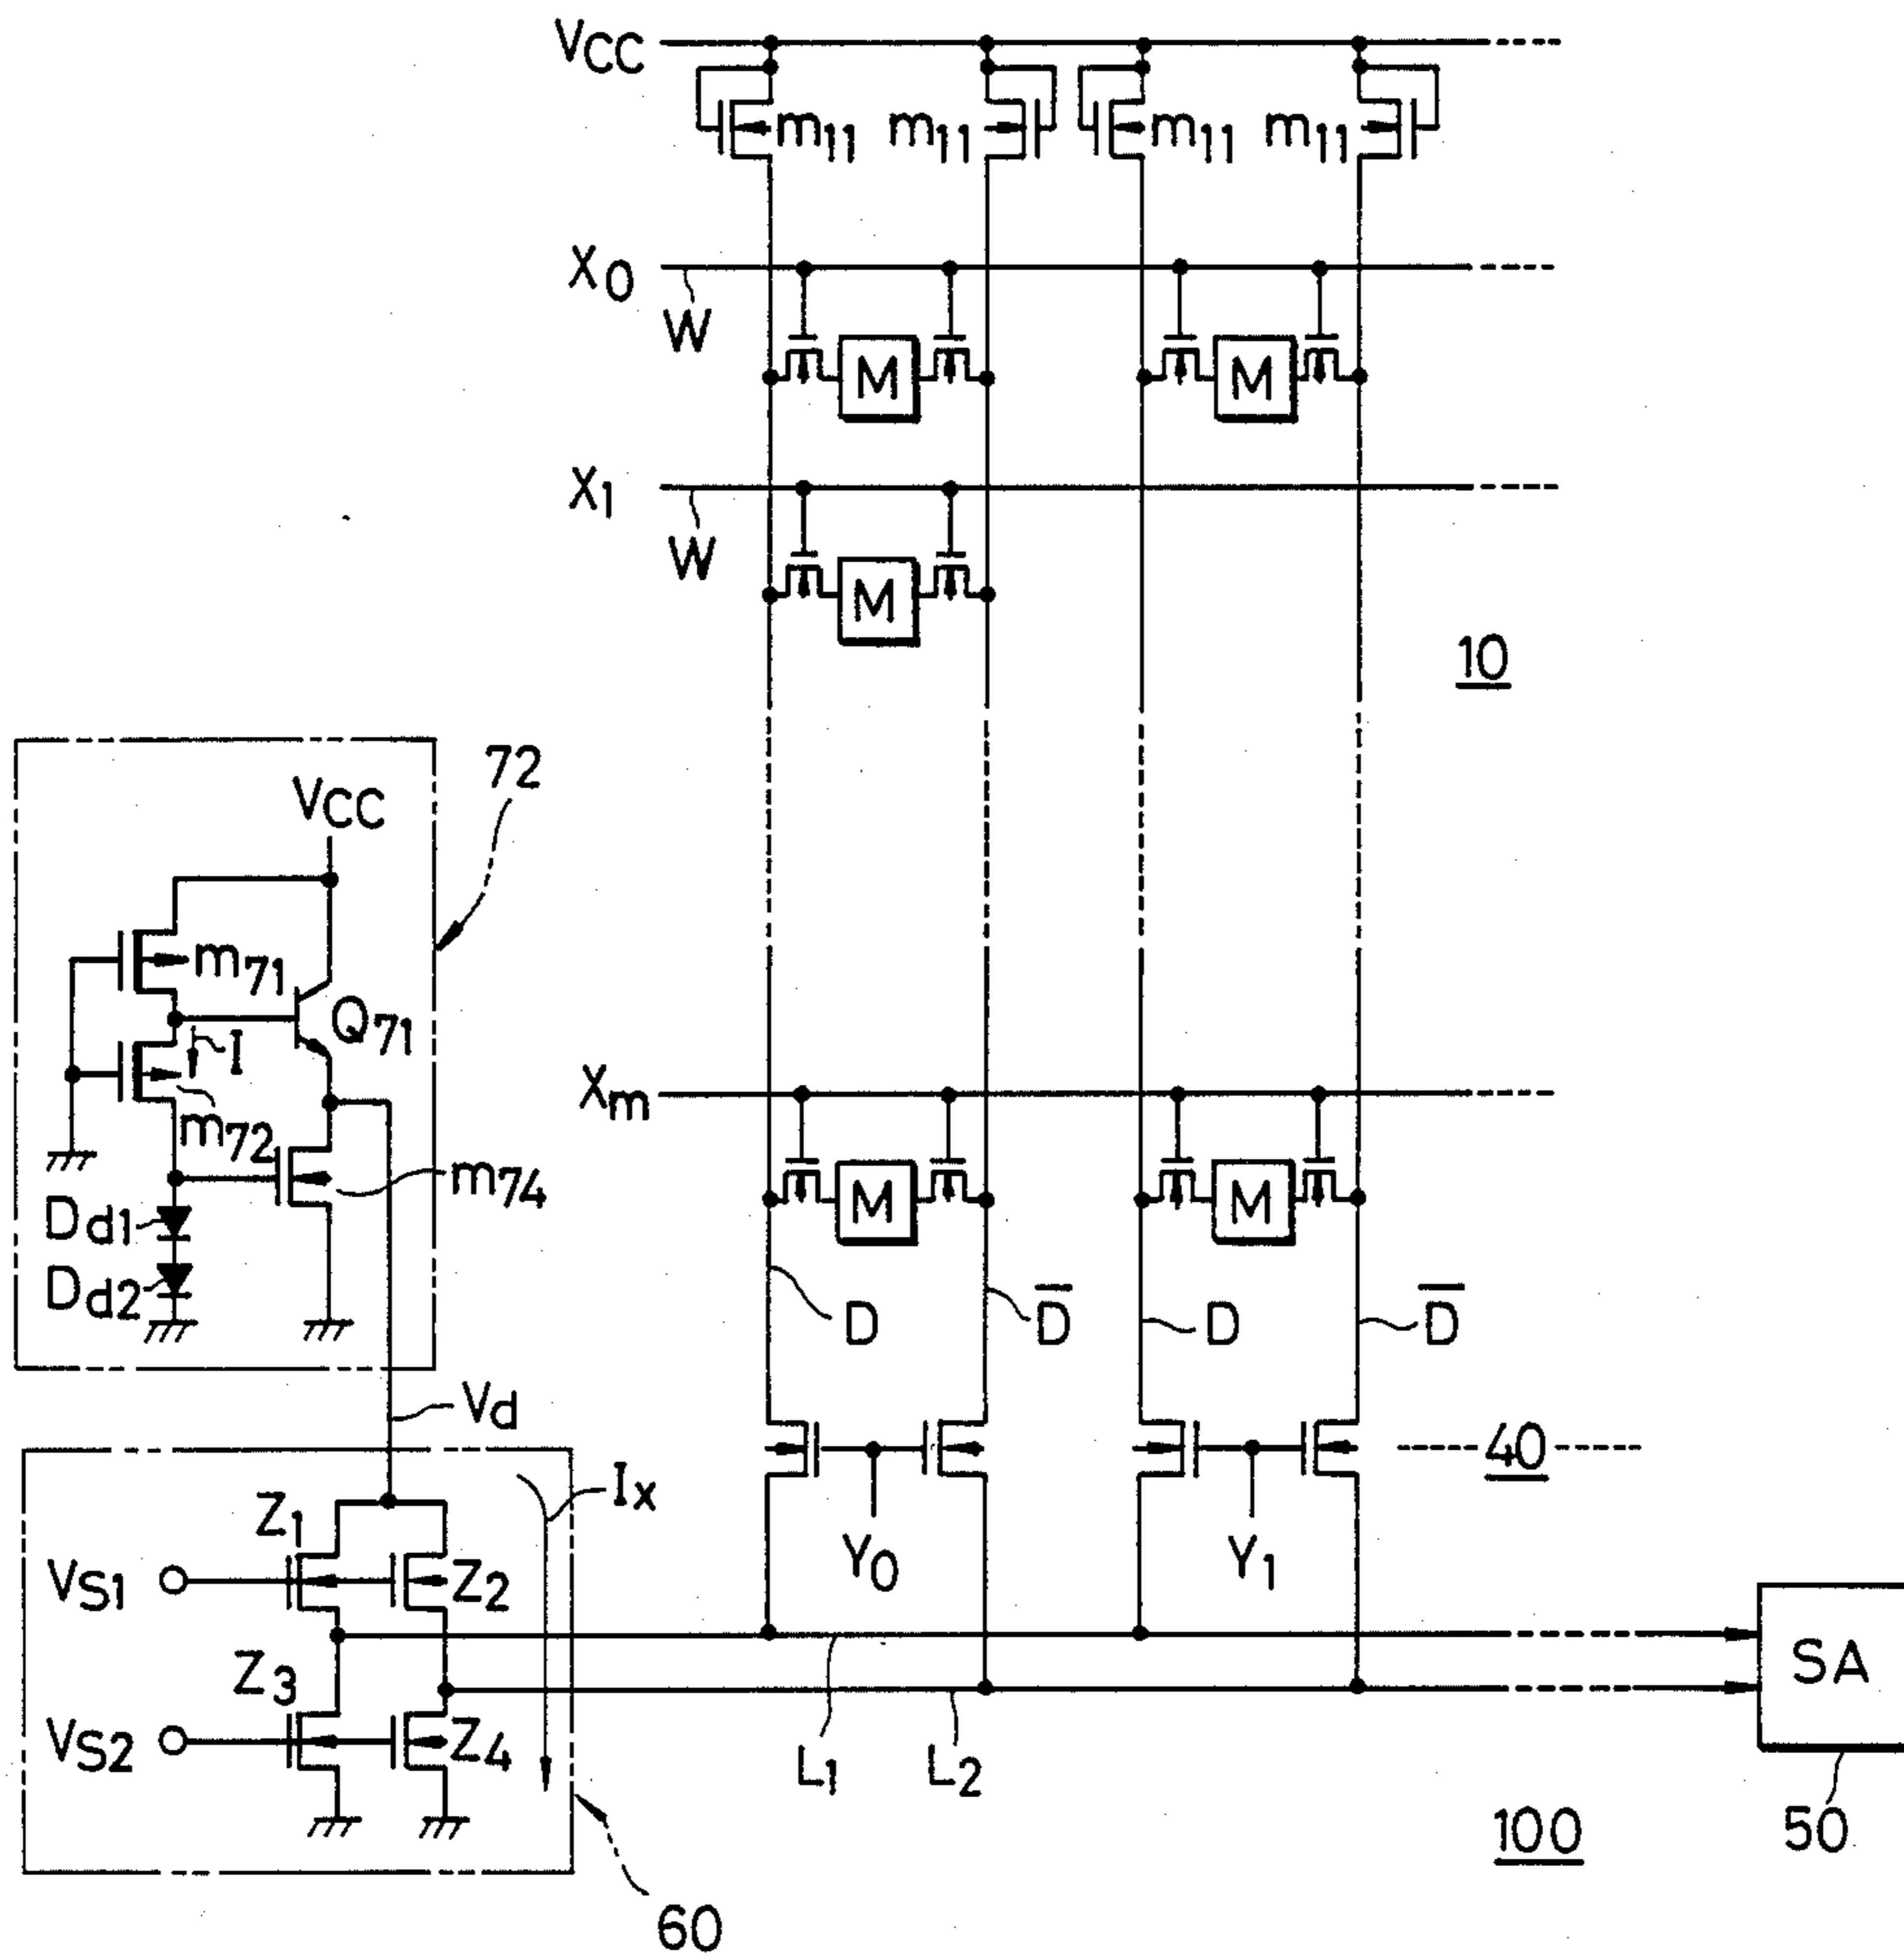 VCC
m11 m11 m11 m11
X0
W
M M
X1
W
M
10
72
VCC
m71
Q71
I
m72
m74
Dd1
Dd2
Xm
M M
D D̅ D D̅
Vd
40
Ix
Z1
Y0 Y1
VS1
Z2
SA
Z3
VS2
Z4
L1 L2
50
100
60